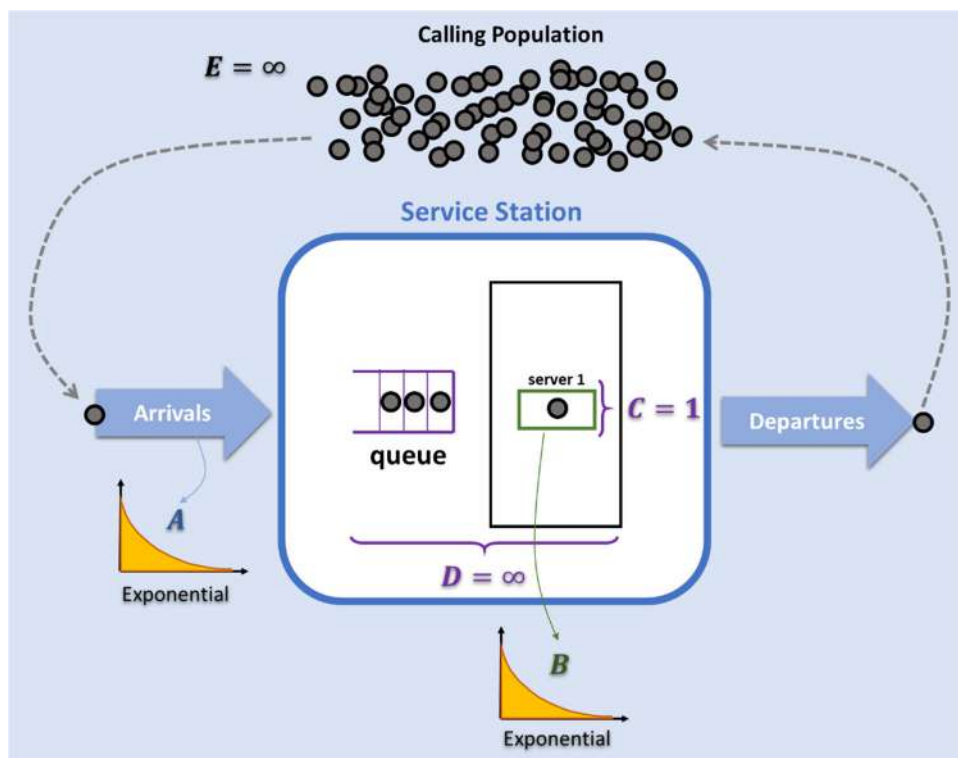 Calling Population
E = ∞
Service Station
server 1
Arrivals
C = 1
Departures
queue
A
D = ∞
Exponential
B
Exponential